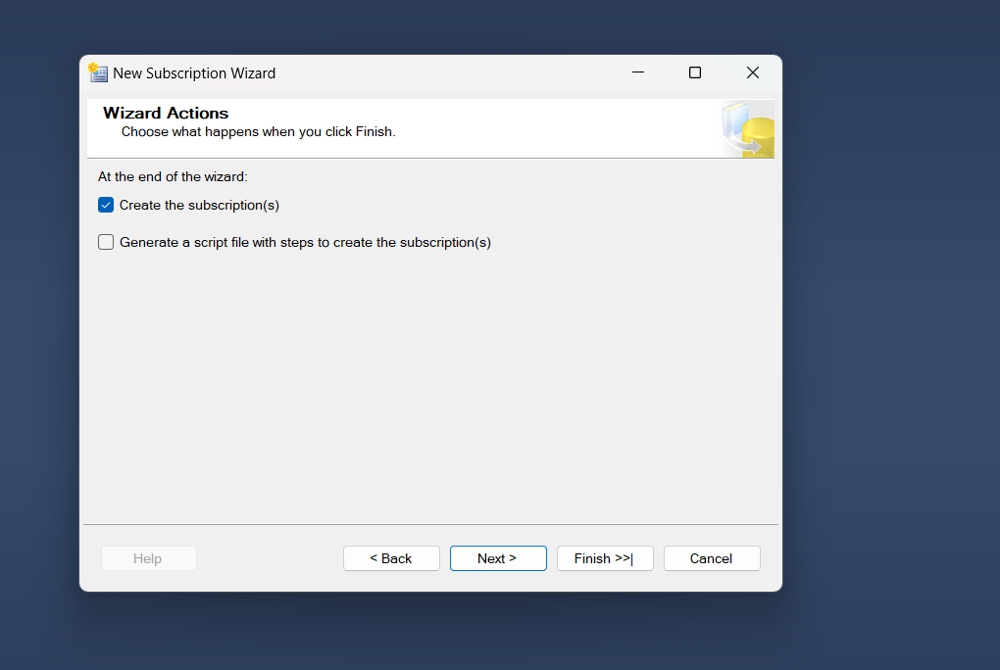 New Subscription Wizard
Wizard Actions
Choose what happens when you click Finish.
At the end of the wizard:
Create the subscription(s)
Generate a script file with steps to create the subscription(s)
Help
< Back
Next >
Finish >>|
Cancel